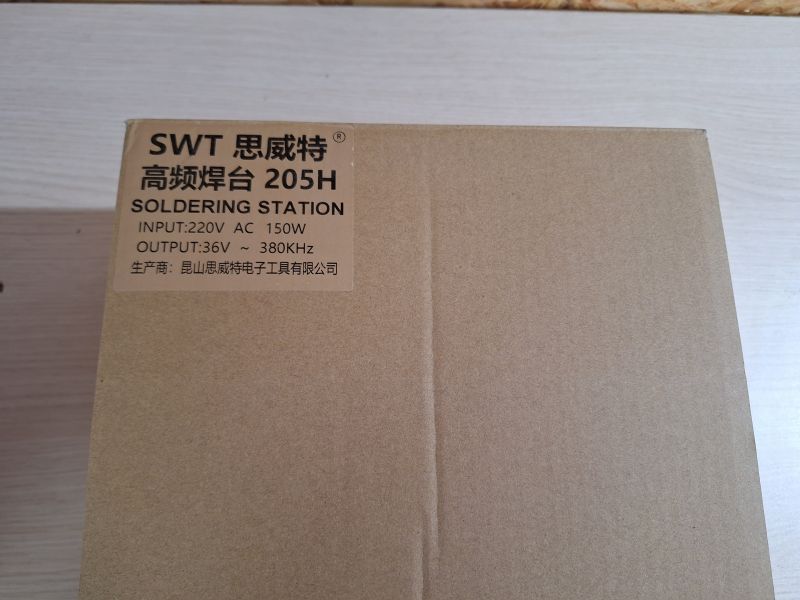 SWT 思威特®
高频焊台 205H
SOLDERING STATION
INPUT:220V AC 150W
OUTPUT:36V ~ 380KHz
生产商：昆山思威特电子工具有限公司